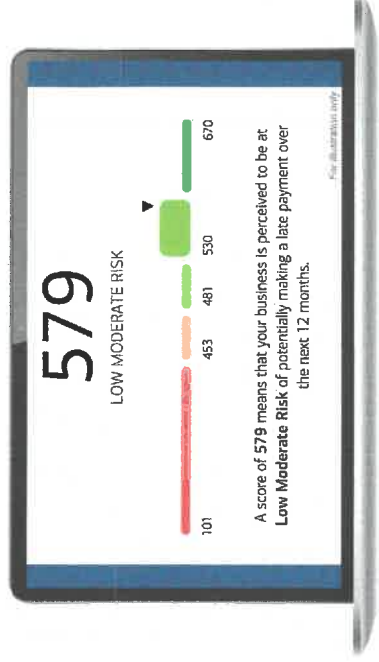 579
LOW MODERATE RISK
101 453 481 530 670
A score of 579 means that your business is perceived to be at
Low Moderate Risk of potentially making a late payment over
the next 12 months.
For illustration only